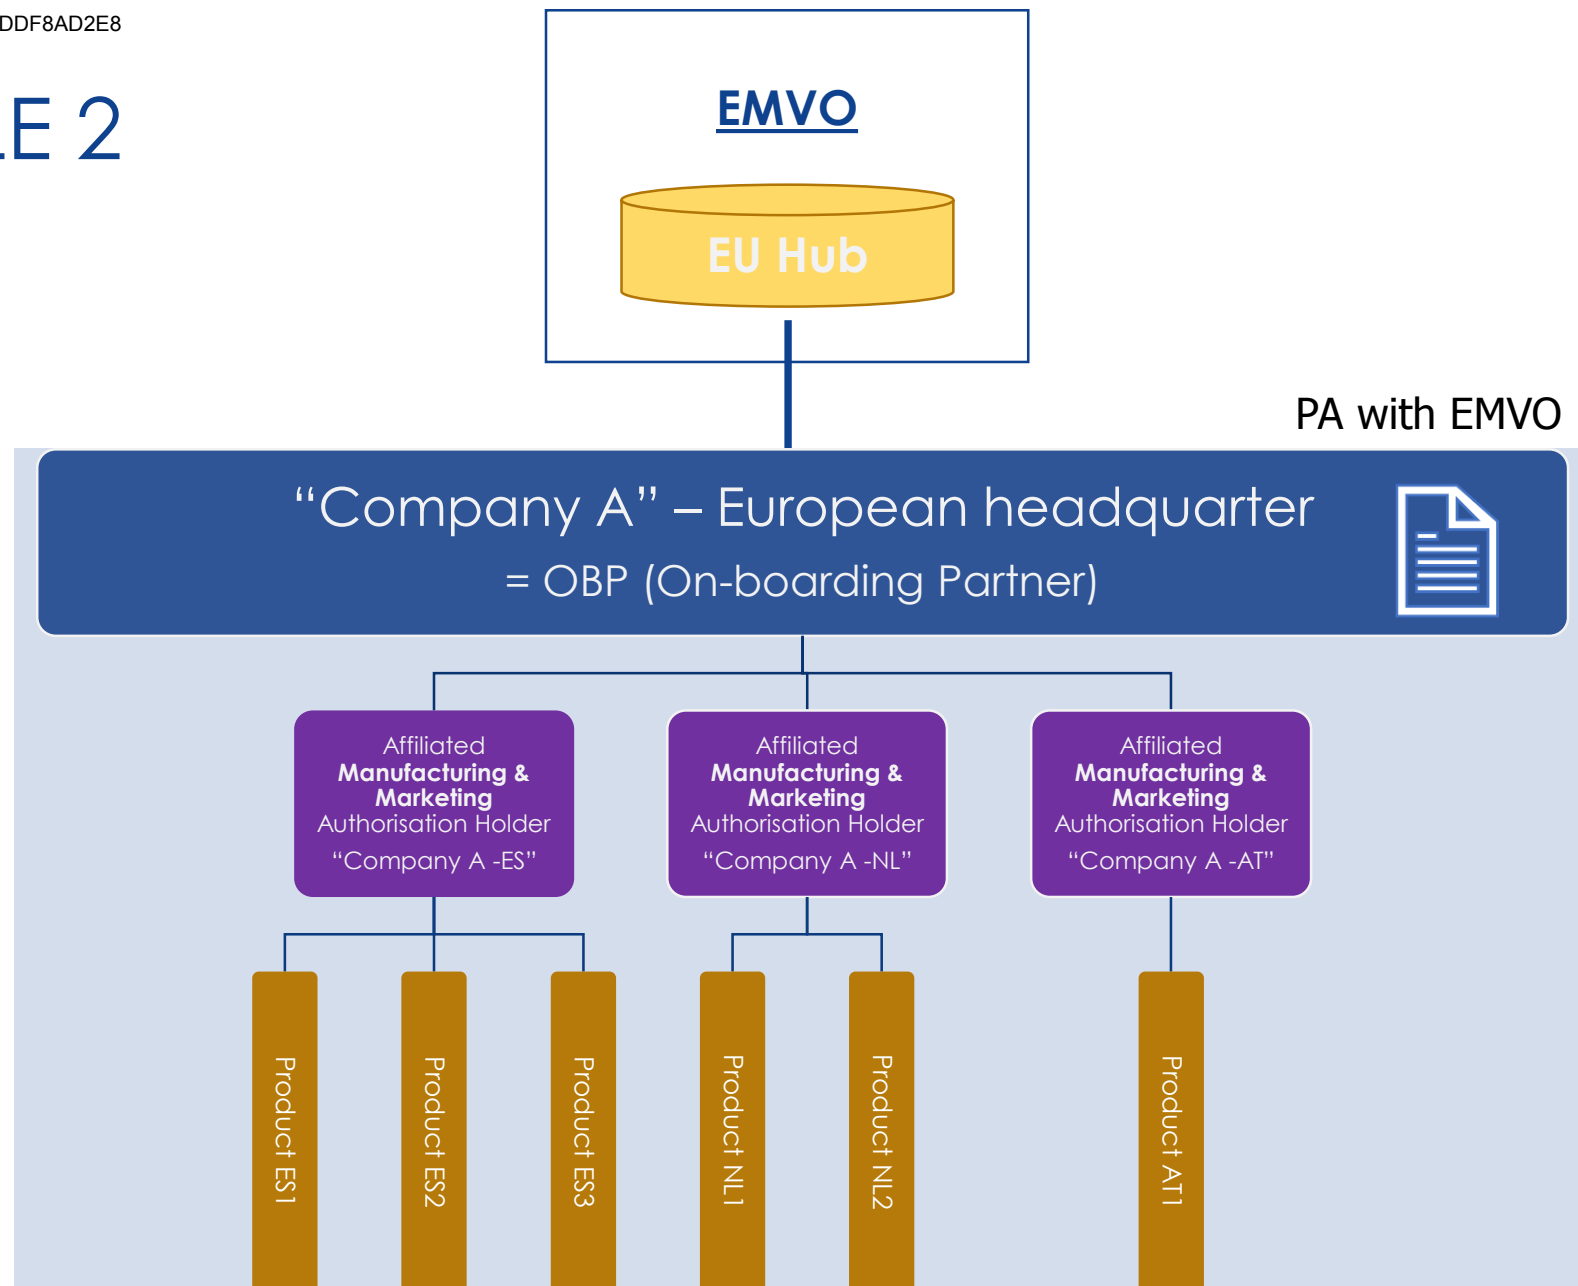 DDF8AD2E8
LE 2
EMVO
EU Hub
PA with EMVO
“Company A” – European headquarter
= OBP (On-boarding Partner)
Affiliated
Manufacturing &
Marketing
Authorisation Holder
“Company A -ES”
Affiliated
Manufacturing &
Marketing
Authorisation Holder
“Company A -NL”
Affiliated
Manufacturing &
Marketing
Authorisation Holder
“Company A -AT”
Product ES1
Product ES2
Product ES3
Product NL1
Product NL2
Product AT1